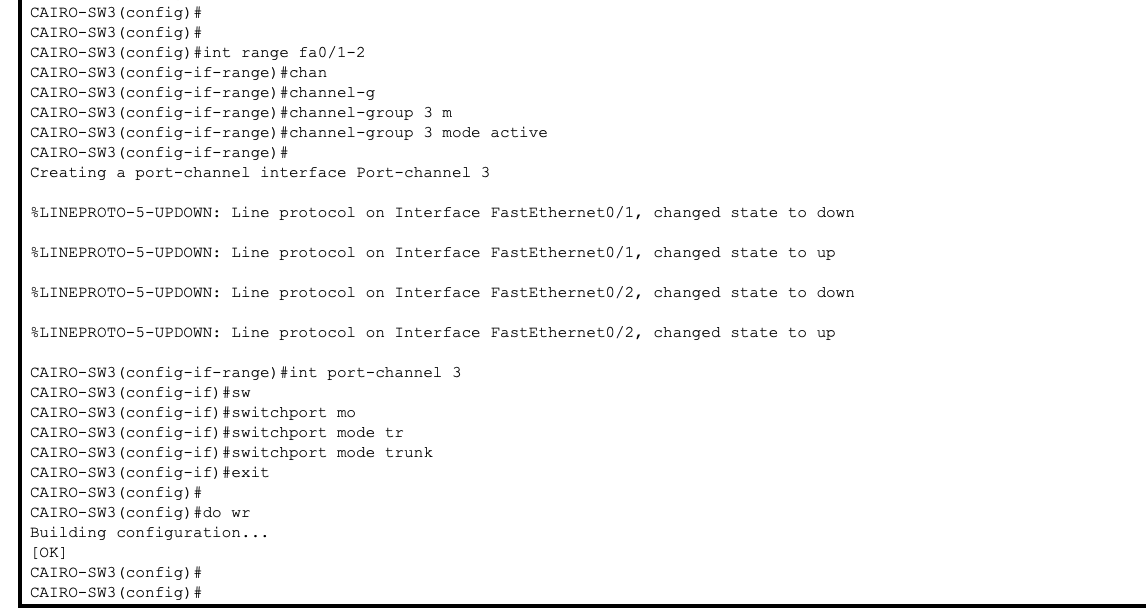 CAIRO-SW3(config)#
CAIRO-SW3(config)#
CAIRO-SW3(config)#int range fa0/1-2
CAIRO-SW3(config-if-range)#chan
CAIRO-SW3(config-if-range)#channel-g
CAIRO-SW3(config-if-range)#channel-group 3 m
CAIRO-SW3(config-if-range)#channel-group 3 mode active
CAIRO-SW3(config-if-range)#
Creating a port-channel interface Port-channel 3
%LINEPROTO-5-UPDOWN: Line protocol on Interface FastEthernet0/1, changed state to down
%LINEPROTO-5-UPDOWN: Line protocol on Interface FastEthernet0/1, changed state to up
%LINEPROTO-5-UPDOWN: Line protocol on Interface FastEthernet0/2, changed state to down
%LINEPROTO-5-UPDOWN: Line protocol on Interface FastEthernet0/2, changed state to up
CAIRO-SW3(config-if-range)#int port-channel 3
CAIRO-SW3(config-if)#sw
CAIRO-SW3(config-if)#switchport mo
CAIRO-SW3(config-if)#switchport mode tr
CAIRO-SW3(config-if)#switchport mode trunk
CAIRO-SW3(config-if)#exit
CAIRO-SW3(config)#
CAIRO-SW3(config)#do wr
Building configuration...
[OK]
CAIRO-SW3(config)#
CAIRO-SW3(config)#